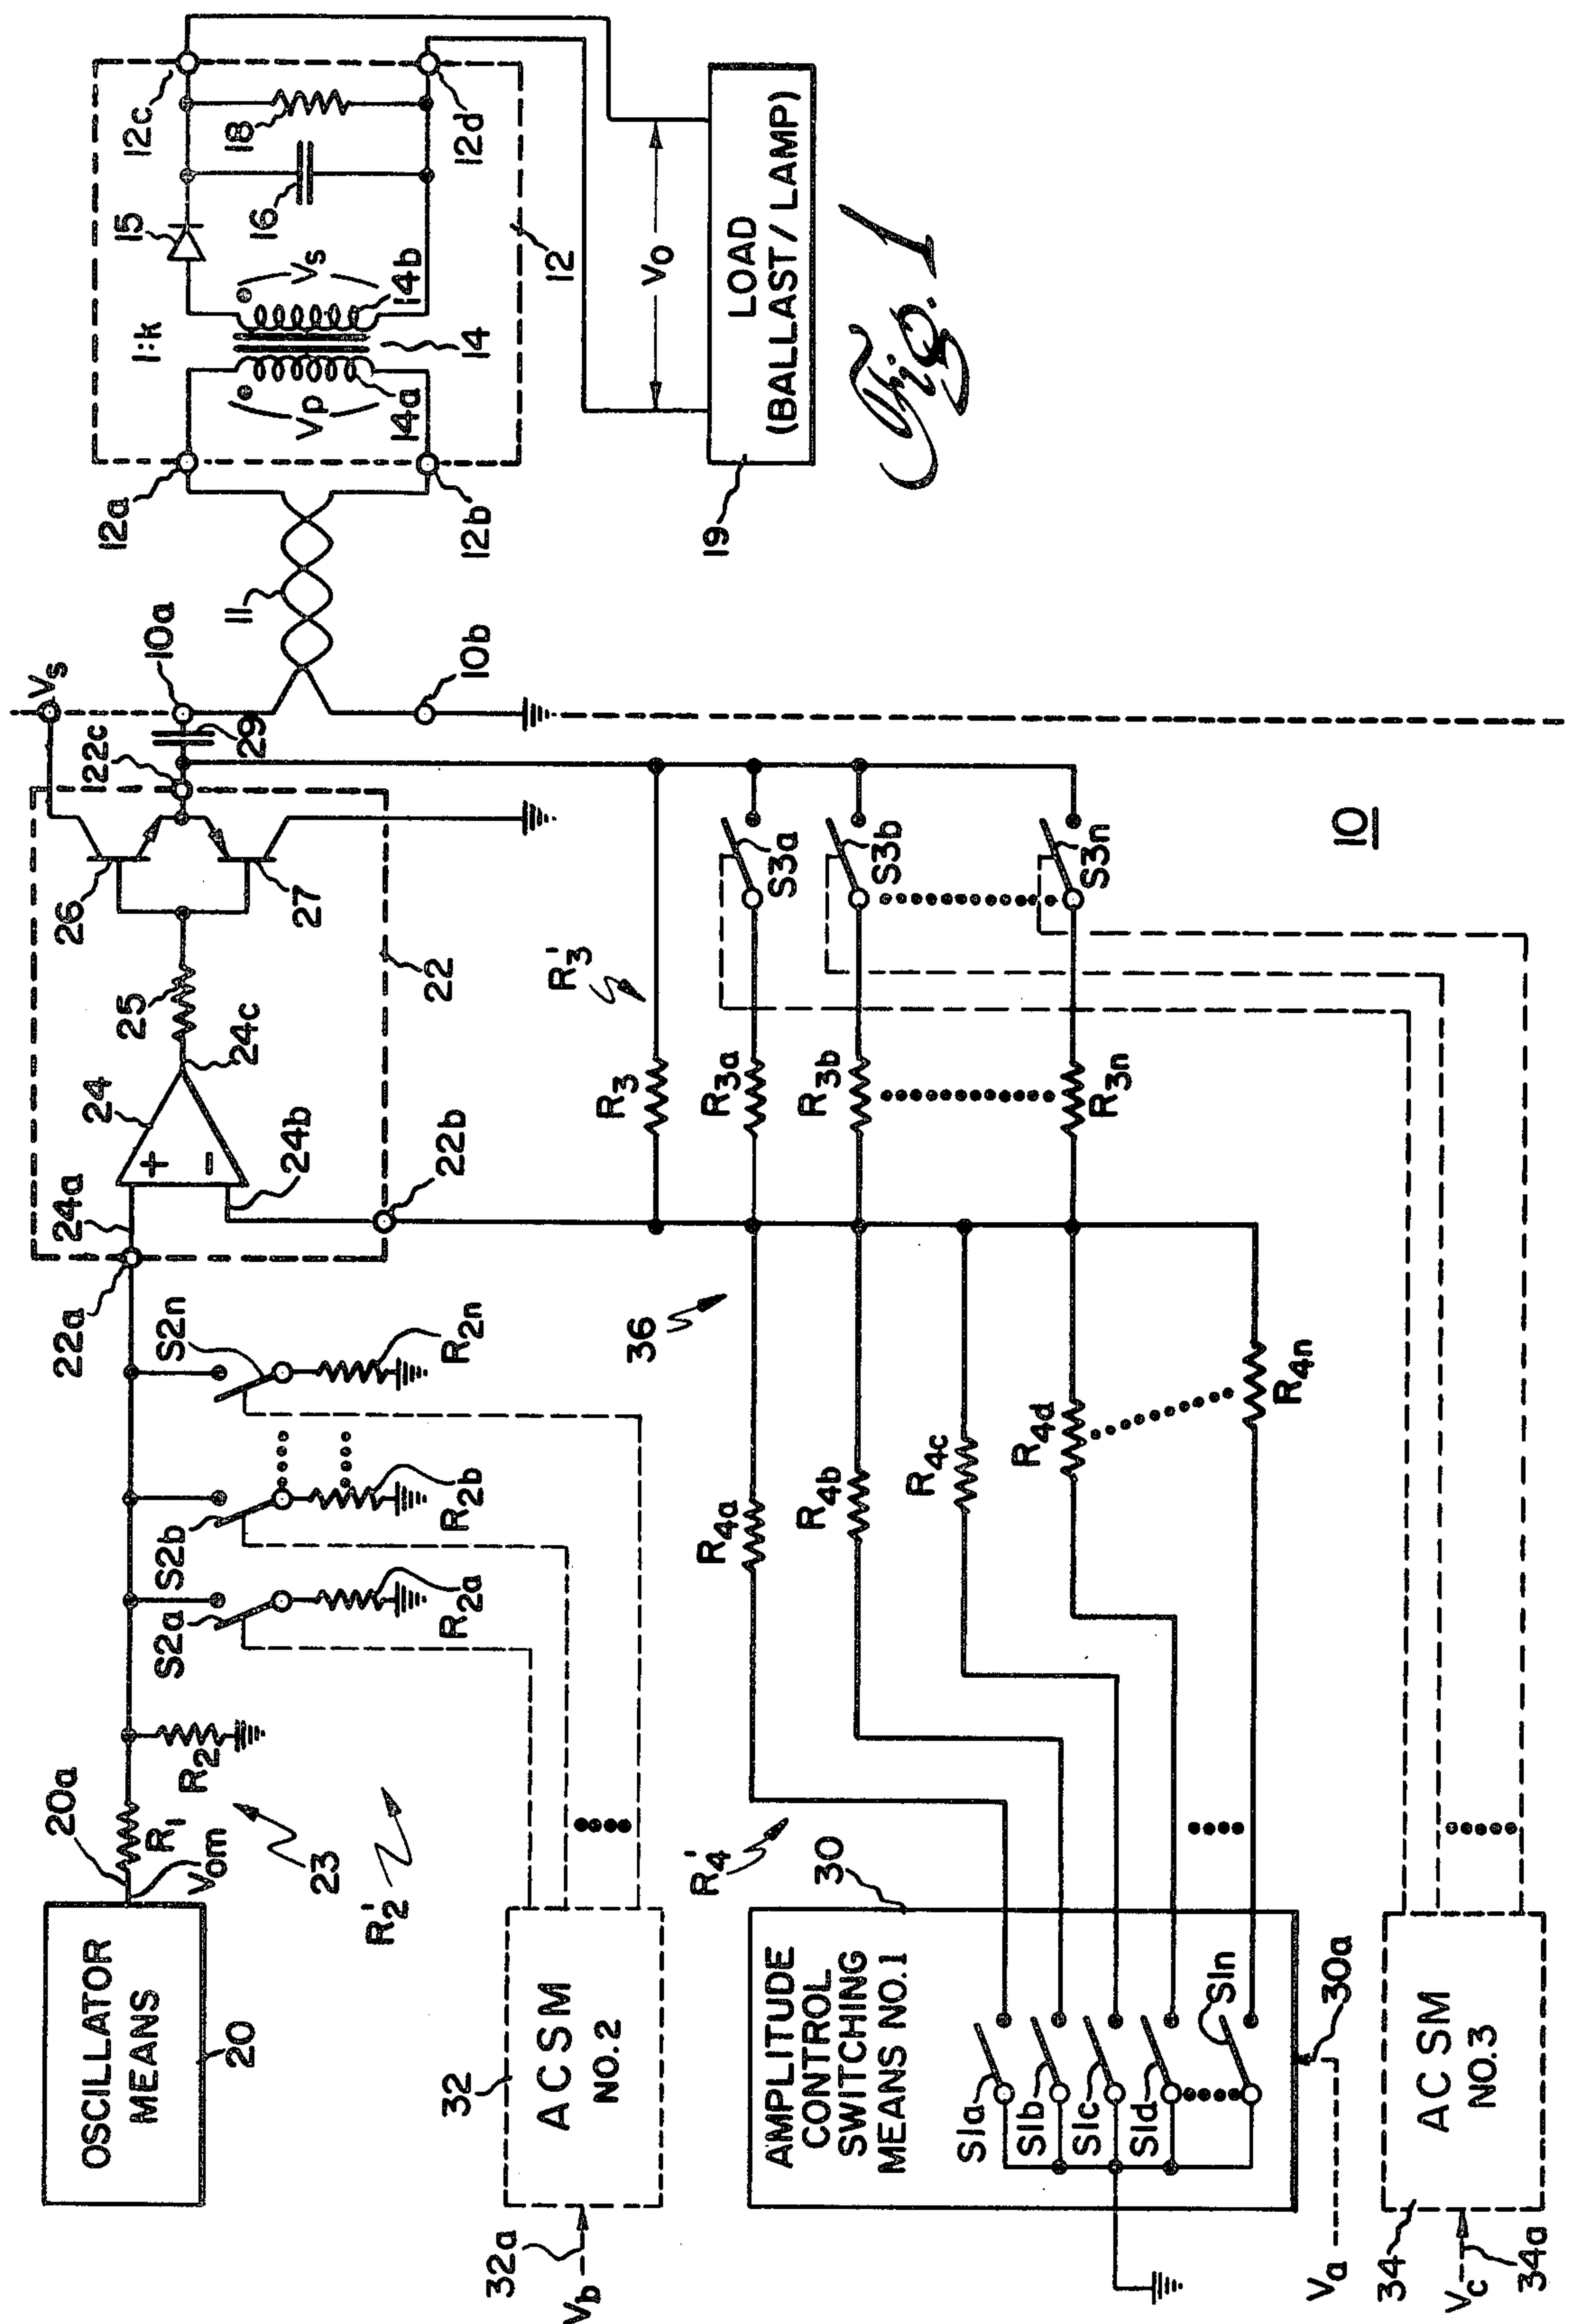 OSCILLATOR
MEANS
20
20a
Vom
R1
R2
23
R2'
S2a
R2a
S2b
R2b
S2n
R2n
22a
24a
24
24b
24c
22b
25
22
26
27
122c
29
Vs
10a
10b
11
12a
12b
1:k
Vp
14a
14
14b
Vs
15
16
18
12c
12d
12
Vo
19
LOAD
(BALLAST / LAMP)
Fig. 1
32
ACSM
NO.2
32a
Vb
R4'
30
AMPLITUDE
CONTROL
SWITCHING
MEANS NO.1
S1a
S1b
S1c
S1d
S1n
30a
Va
R4a
R4b
R4c
R4d
R4n
36
R3'
R3
R3a
R3b
R3n
S3a
S3b
S3n
10
34
ACSM
NO.3
Vc
34a